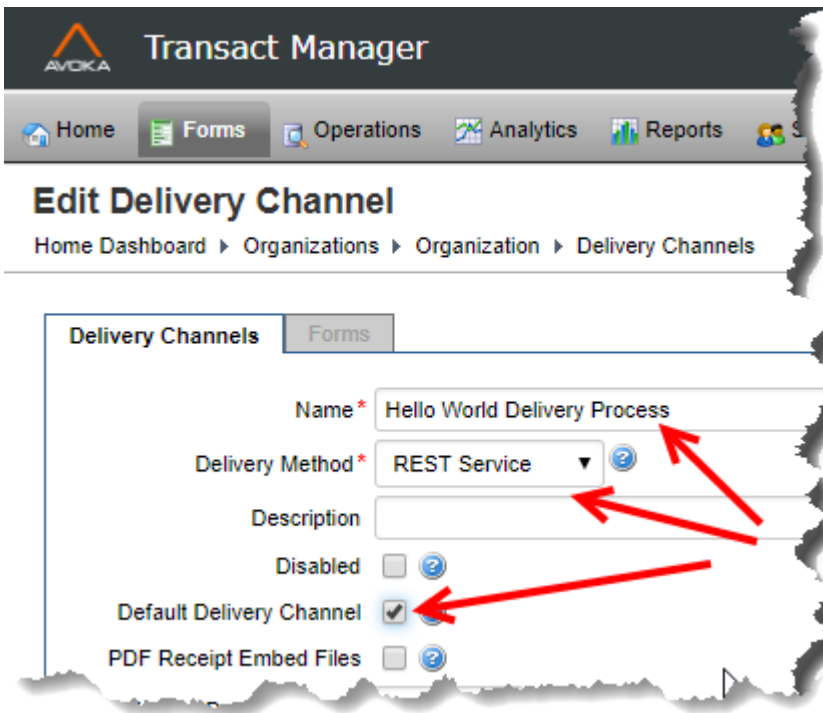 AVOKA Transact Manager
Home Forms Operations Analytics Reports
Edit Delivery Channel
Home Dashboard Organizations Organization Delivery Channels
Delivery Channels Forms
Name* Hello World Delivery Process
Delivery Method* REST Service
Description
Disabled
Default Delivery Channel
PDF Receipt Embed Files